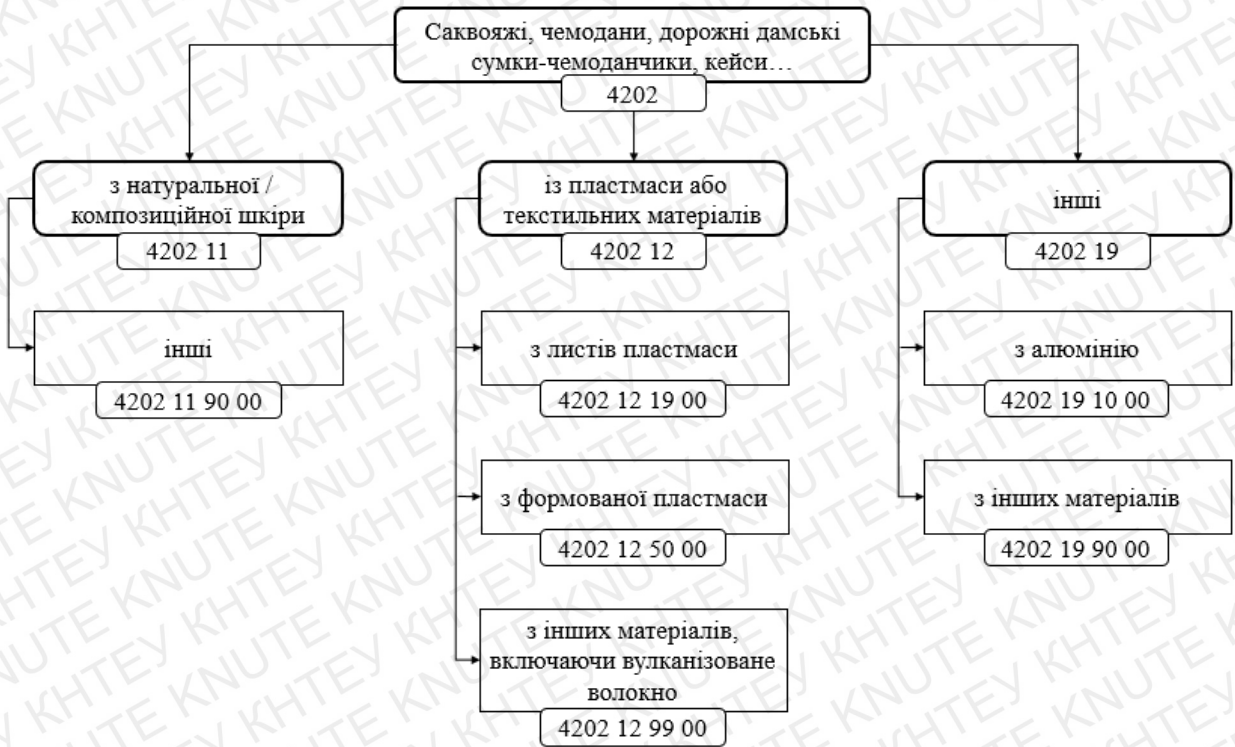 Саквояжі, чемодани, дорожні дамські
сумки-чемоданчики, кейси…
4202
з натуральної /
композиційної шкіри
4202 11
інші
4202 11 90 00
із пластмаси або
текстильних матеріалів
4202 12
з листів пластмаси
4202 12 19 00
з формованої пластмаси
4202 12 50 00
з інших матеріалів,
включаючи вулканізоване
волокно
4202 12 99 00
інші
4202 19
з алюмінію
4202 19 10 00
з інших матеріалів
4202 19 90 00